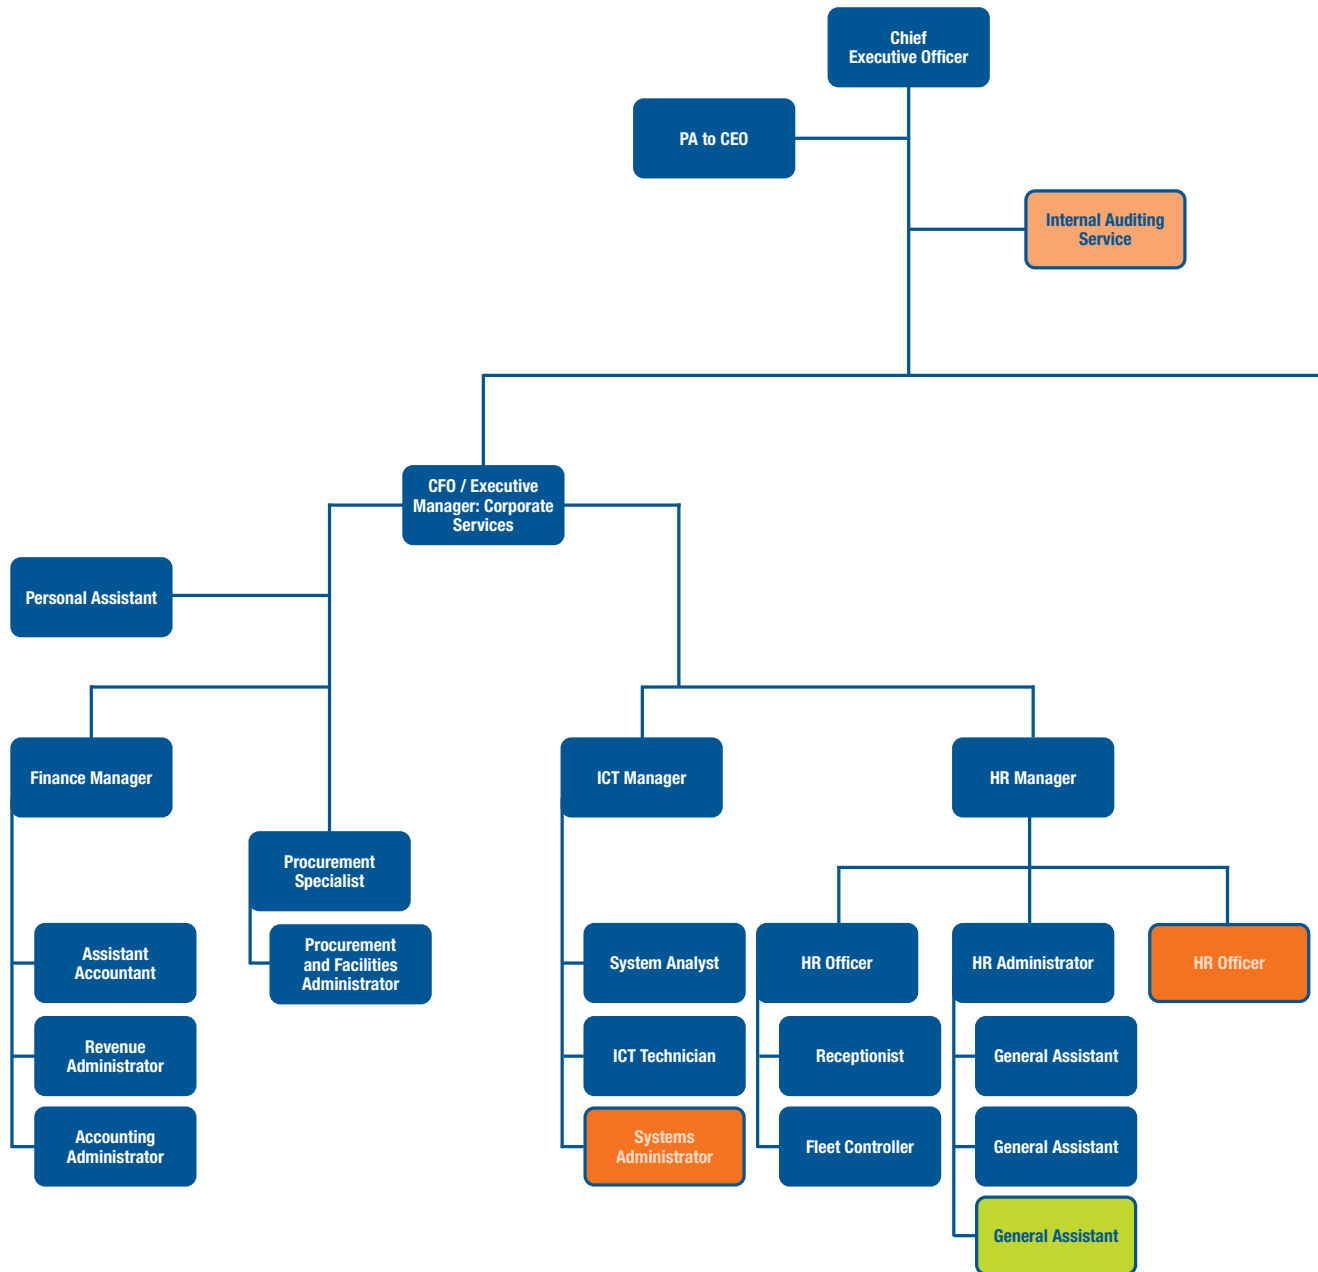 Chief
Executive Officer
PA to CEO
Internal Auditing
Service
CFO / Executive
Manager: Corporate
Services
Personal Assistant
Finance Manager
ICT Manager
HR Manager
Procurement
Specialist
Assistant
Accountant
Procurement
and Facilities
Administrator
System Analyst
HR Officer
HR Administrator
HR Officer
Revenue
Administrator
ICT Technician
Receptionist
General Assistant
Accounting
Administrator
Systems
Administrator
Fleet Controller
General Assistant
General Assistant